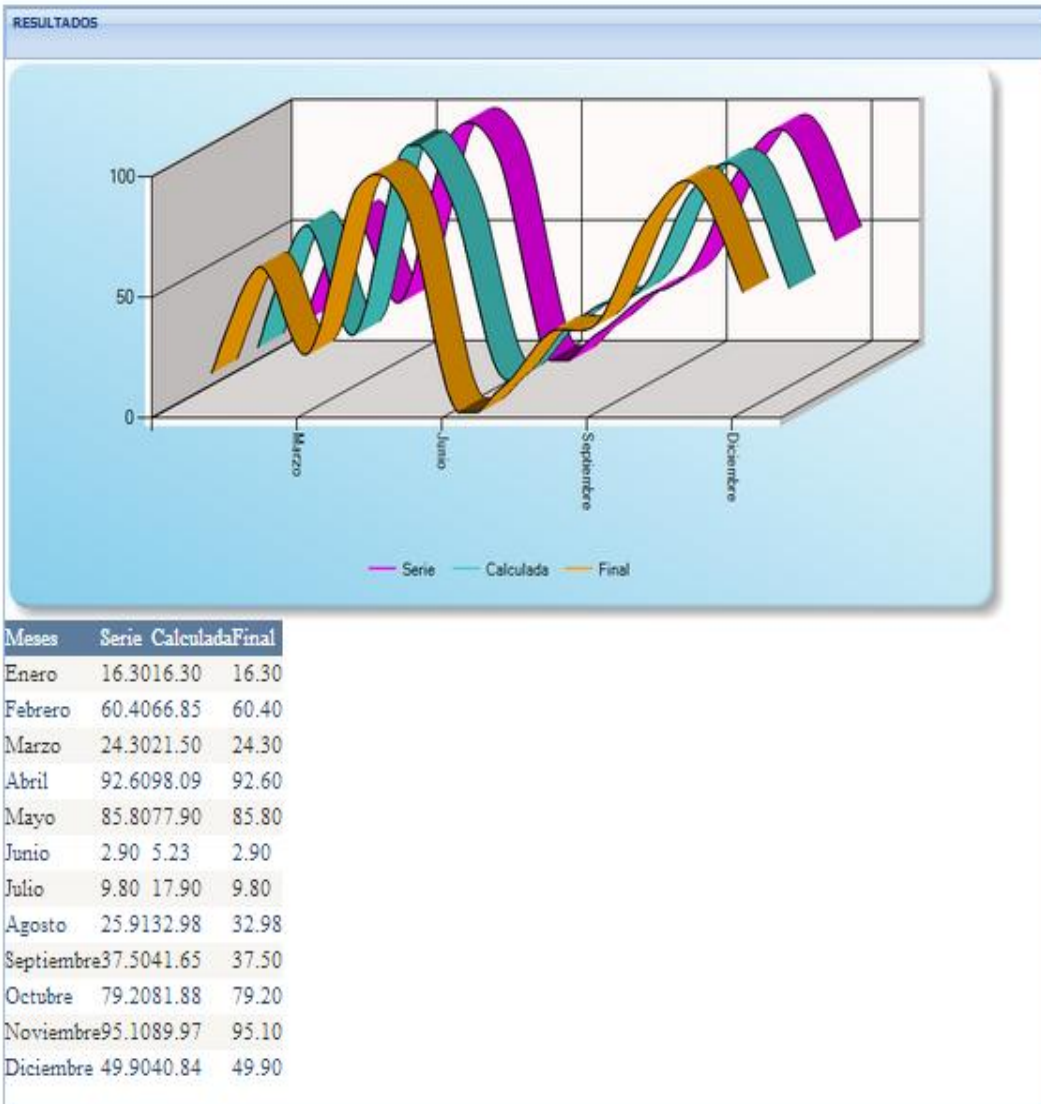 RESULTADOS
100
50
0
Marzo
Junio
Septiembre
Diciembre
Serie Calculada Final
Meses Serie Calculada Final
Enero 16.30 16.30 16.30
Febrero 60.40 66.85 60.40
Marzo 24.30 21.50 24.30
Abril 92.60 98.09 92.60
Mayo 85.80 77.90 85.80
Junio 2.90 5.23 2.90
Julio 9.80 17.90 9.80
Agosto 25.91 32.98 32.98
Septiembre 37.50 41.65 37.50
Octubre 79.20 81.88 79.20
Noviembre 95.10 89.97 95.10
Diciembre 49.90 40.84 49.90